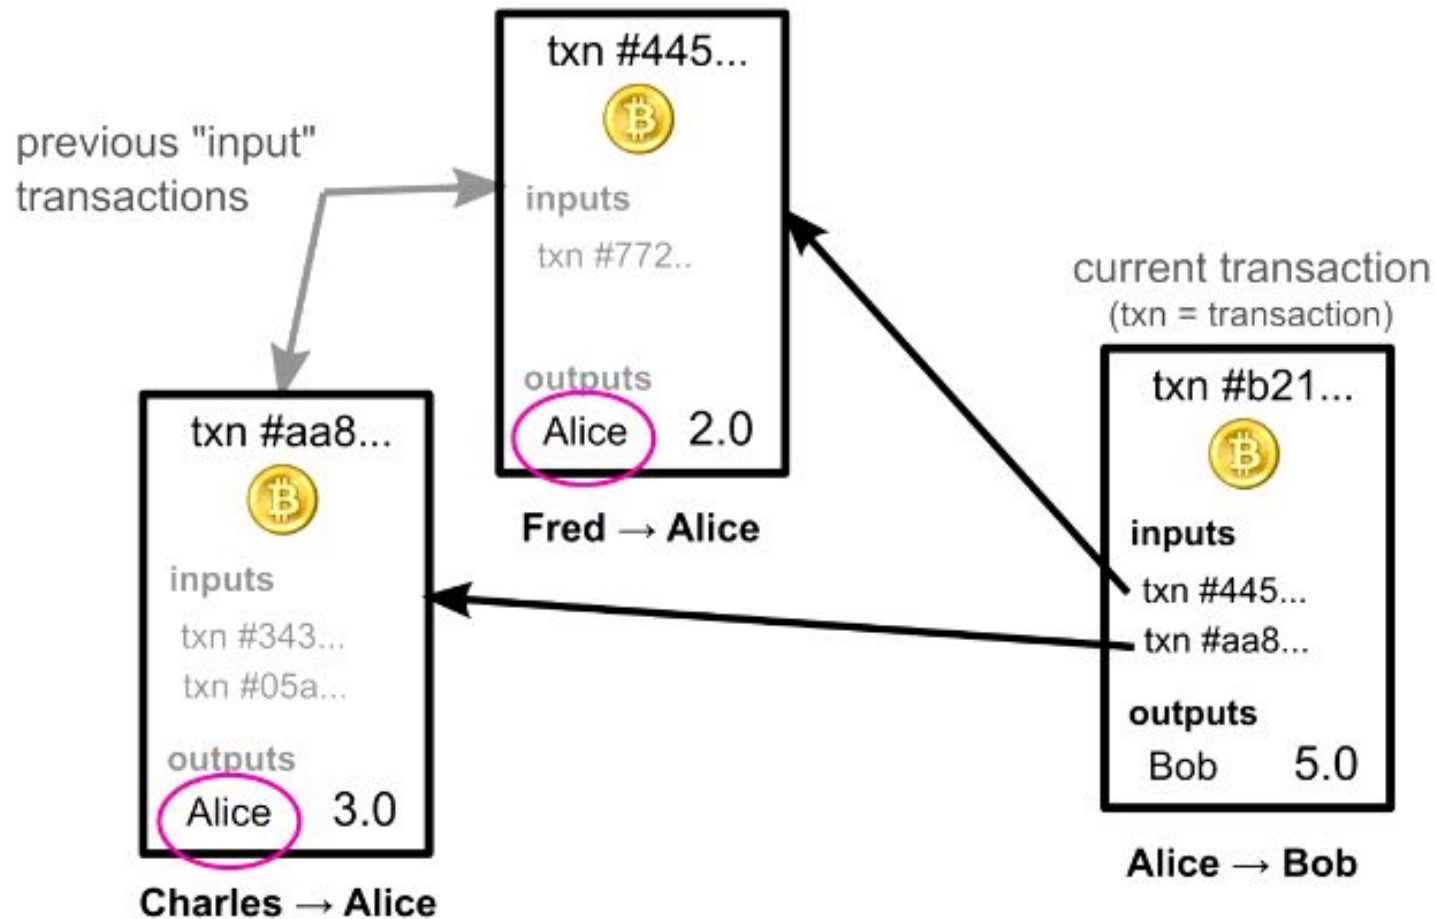 txn #445...
previous "input"
transactions
inputs
txn #772..
outputs
Alice 2.0
Fred → Alice
txn #aa8...
inputs
txn #343...
txn #05a...
outputs
Alice 3.0
Charles → Alice
current transaction
(txn = transaction)
txn #b21...
inputs
txn #445...
txn #aa8...
outputs
Bob 5.0
Alice → Bob